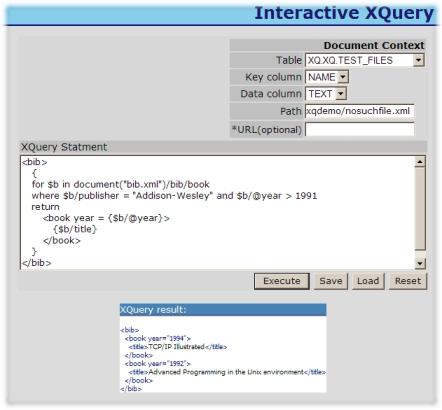 Interactive XQuery
Document Context
Table XQ.XQ.TEST_FILES
Key column NAME
Data column TEXT
Path xqdemo/nosuchfile.xml
*URL(optional)
XQuery Statment
<bib>
{
for $b in document("bib.xml")/bib/book
where $b/publisher = "Addison-Wesley" and $b/@year > 1991
return
<book year = {$b/@year}>
{$b/title}
</book>
}
</bib>
Execute Save Load Reset
XQuery result:
<bib>
<book year="1994">
<title>TCP/IP Illustrated</title>
</book>
<book year="1992">
<title>Advanced Programming in the Unix environment</title>
</book>
</bib>